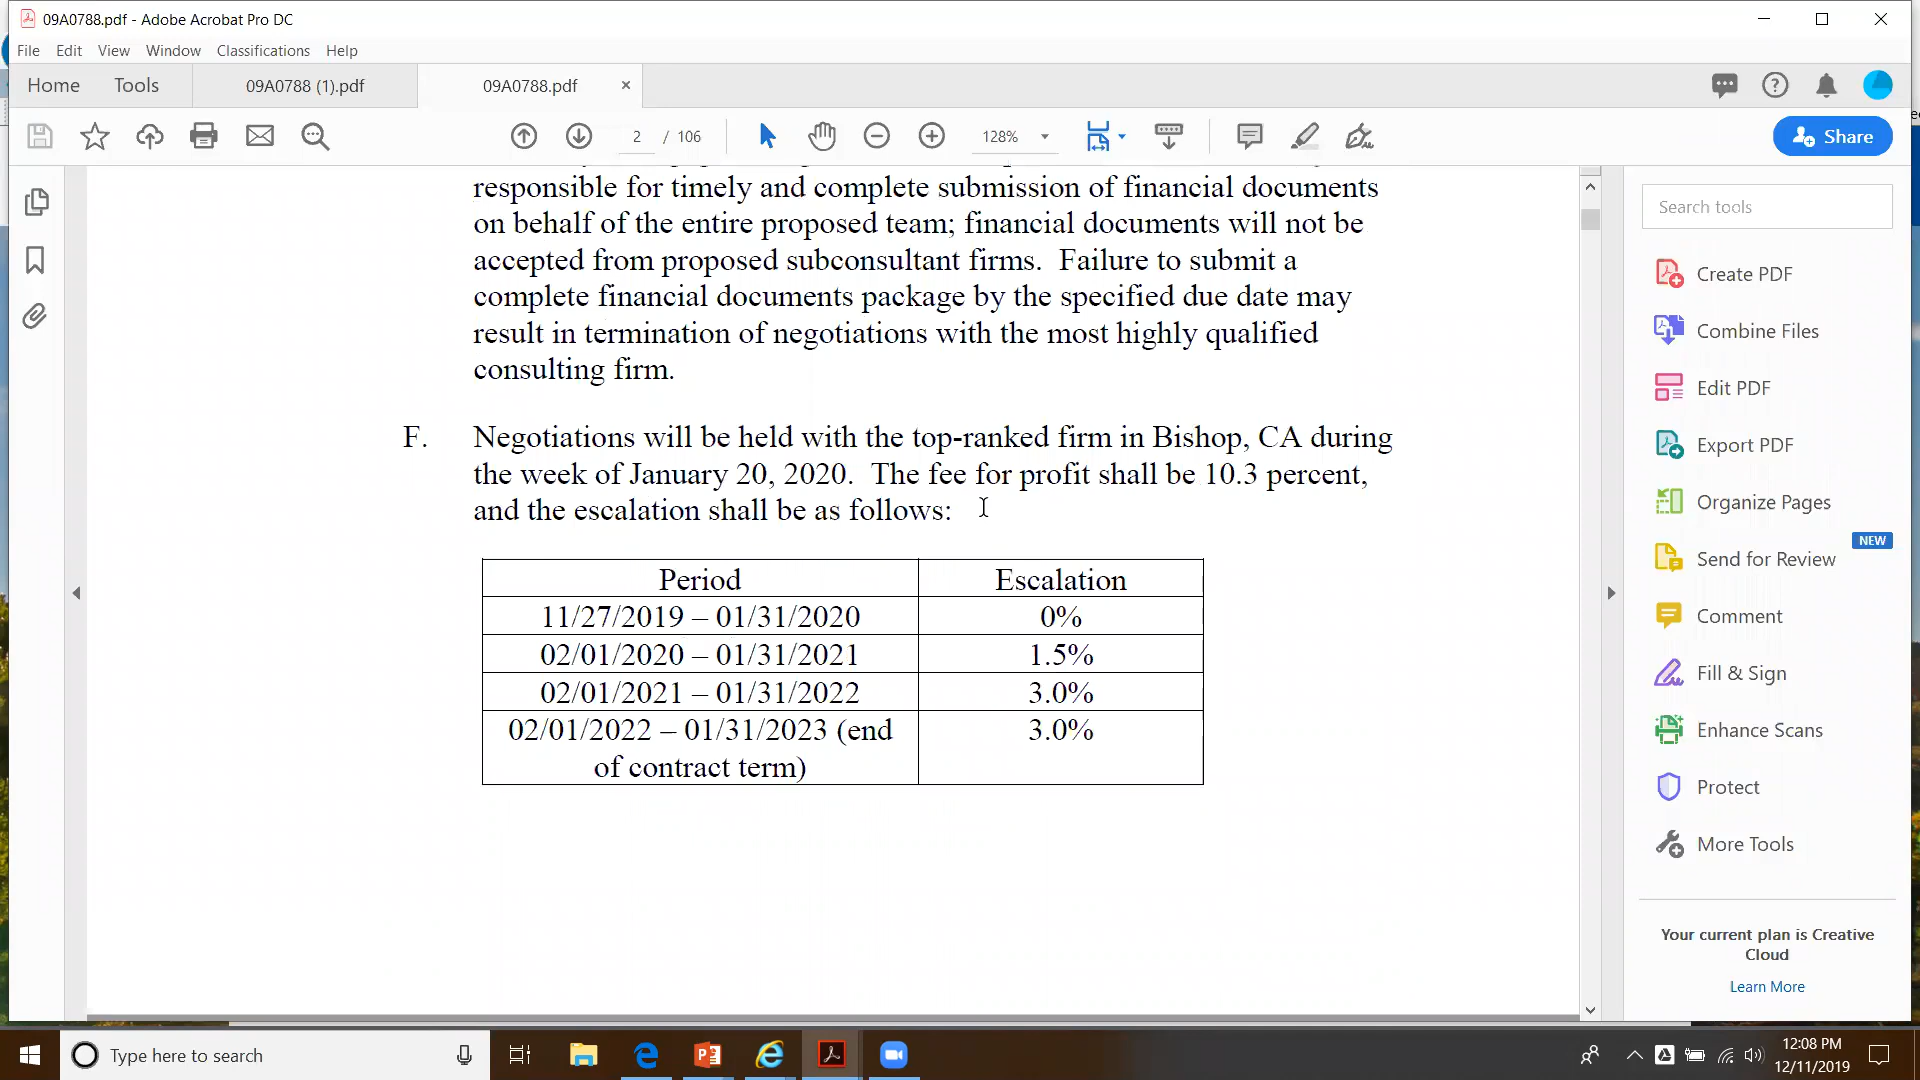 09A0788.pdf - Adobe Acrobat Pro DC
File Edit View Window Classifications Help
Home Tools 09A0788 (1).pdf 09A0788.pdf ×
2 / 106 128% Share
responsible for timely and complete submission of financial documents
on behalf of the entire proposed team; financial documents will not be
accepted from proposed subconsultant firms. Failure to submit a
complete financial documents package by the specified due date may
result in termination of negotiations with the most highly qualified
consulting firm.
F. Negotiations will be held with the top-ranked firm in Bishop, CA during
the week of January 20, 2020. The fee for profit shall be 10.3 percent,
and the escalation shall be as follows:
Period Escalation
11/27/2019 – 01/31/2020 0%
02/01/2020 – 01/31/2021 1.5%
02/01/2021 – 01/31/2022 3.0%
02/01/2022 – 01/31/2023 (end 3.0%
of contract term)
Search tools
Create PDF
Combine Files
Edit PDF
Export PDF
Organize Pages
NEW
Send for Review
Comment
Fill & Sign
Enhance Scans
Protect
More Tools
Your current plan is Creative
Cloud
Learn More
Type here to search
12:08 PM
12/11/2019